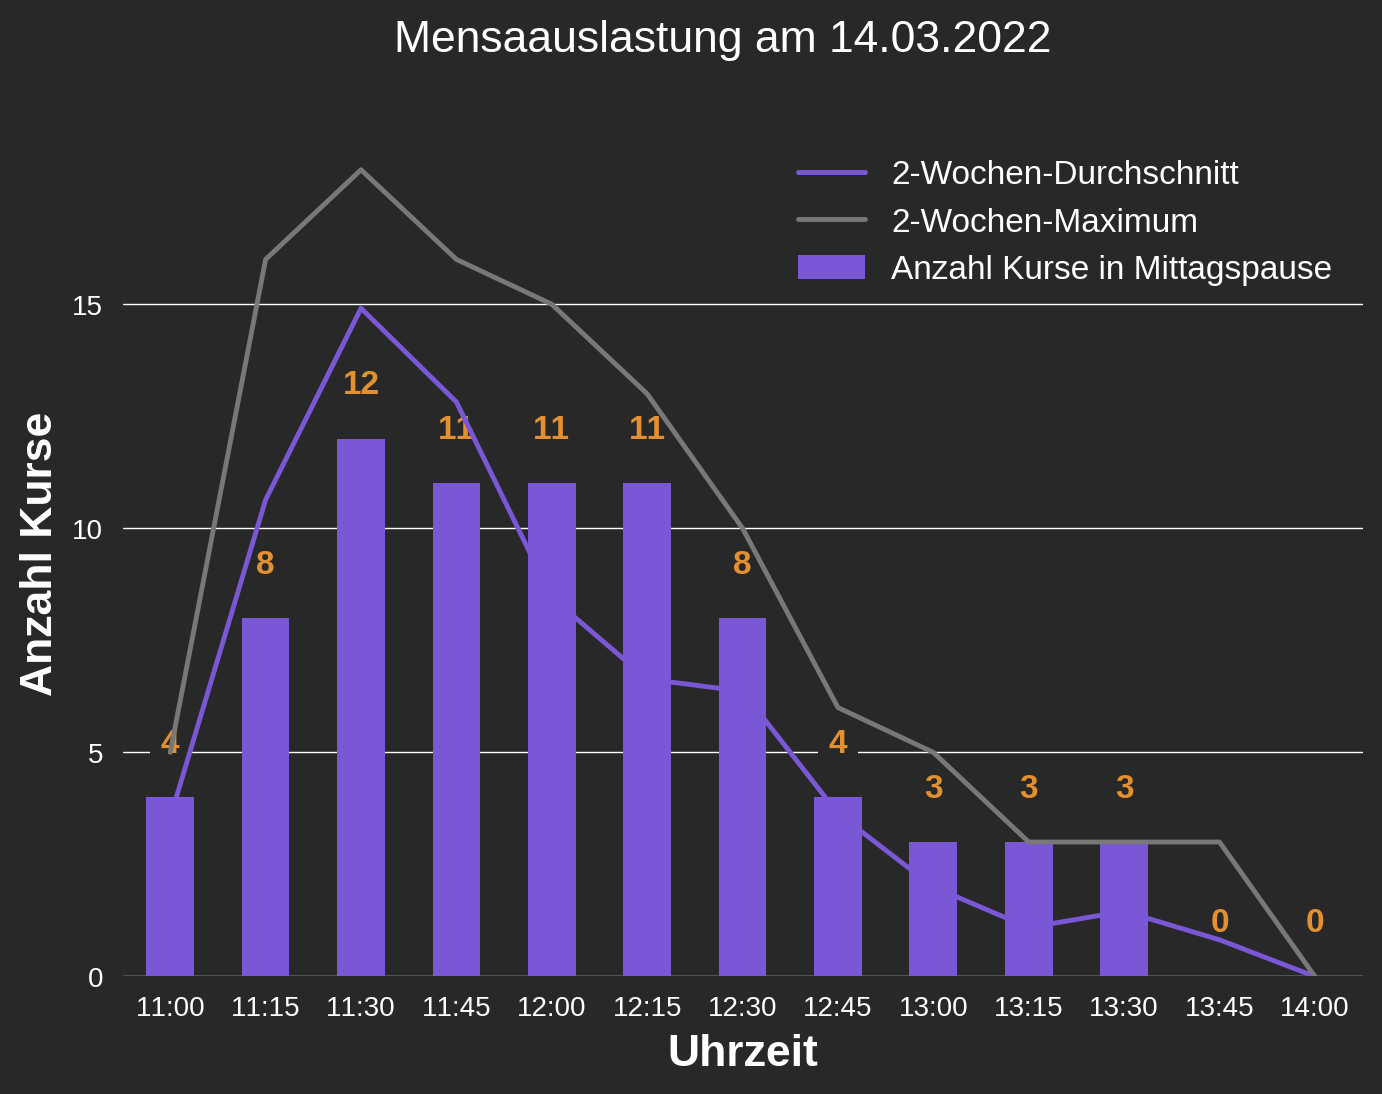 Mensaauslastung am 14.03.2022
2-Wochen-Durchschnitt
2-Wochen-Maximum
Anzahl Kurse in Mittagspause
Anzahl Kurse
15
10
5
0
4
8
12
11
11
11
8
4
3
3
3
0
0
11:00 11:15 11:30 11:45 12:00 12:15 12:30 12:45 13:00 13:15 13:30 13:45 14:00
Uhrzeit